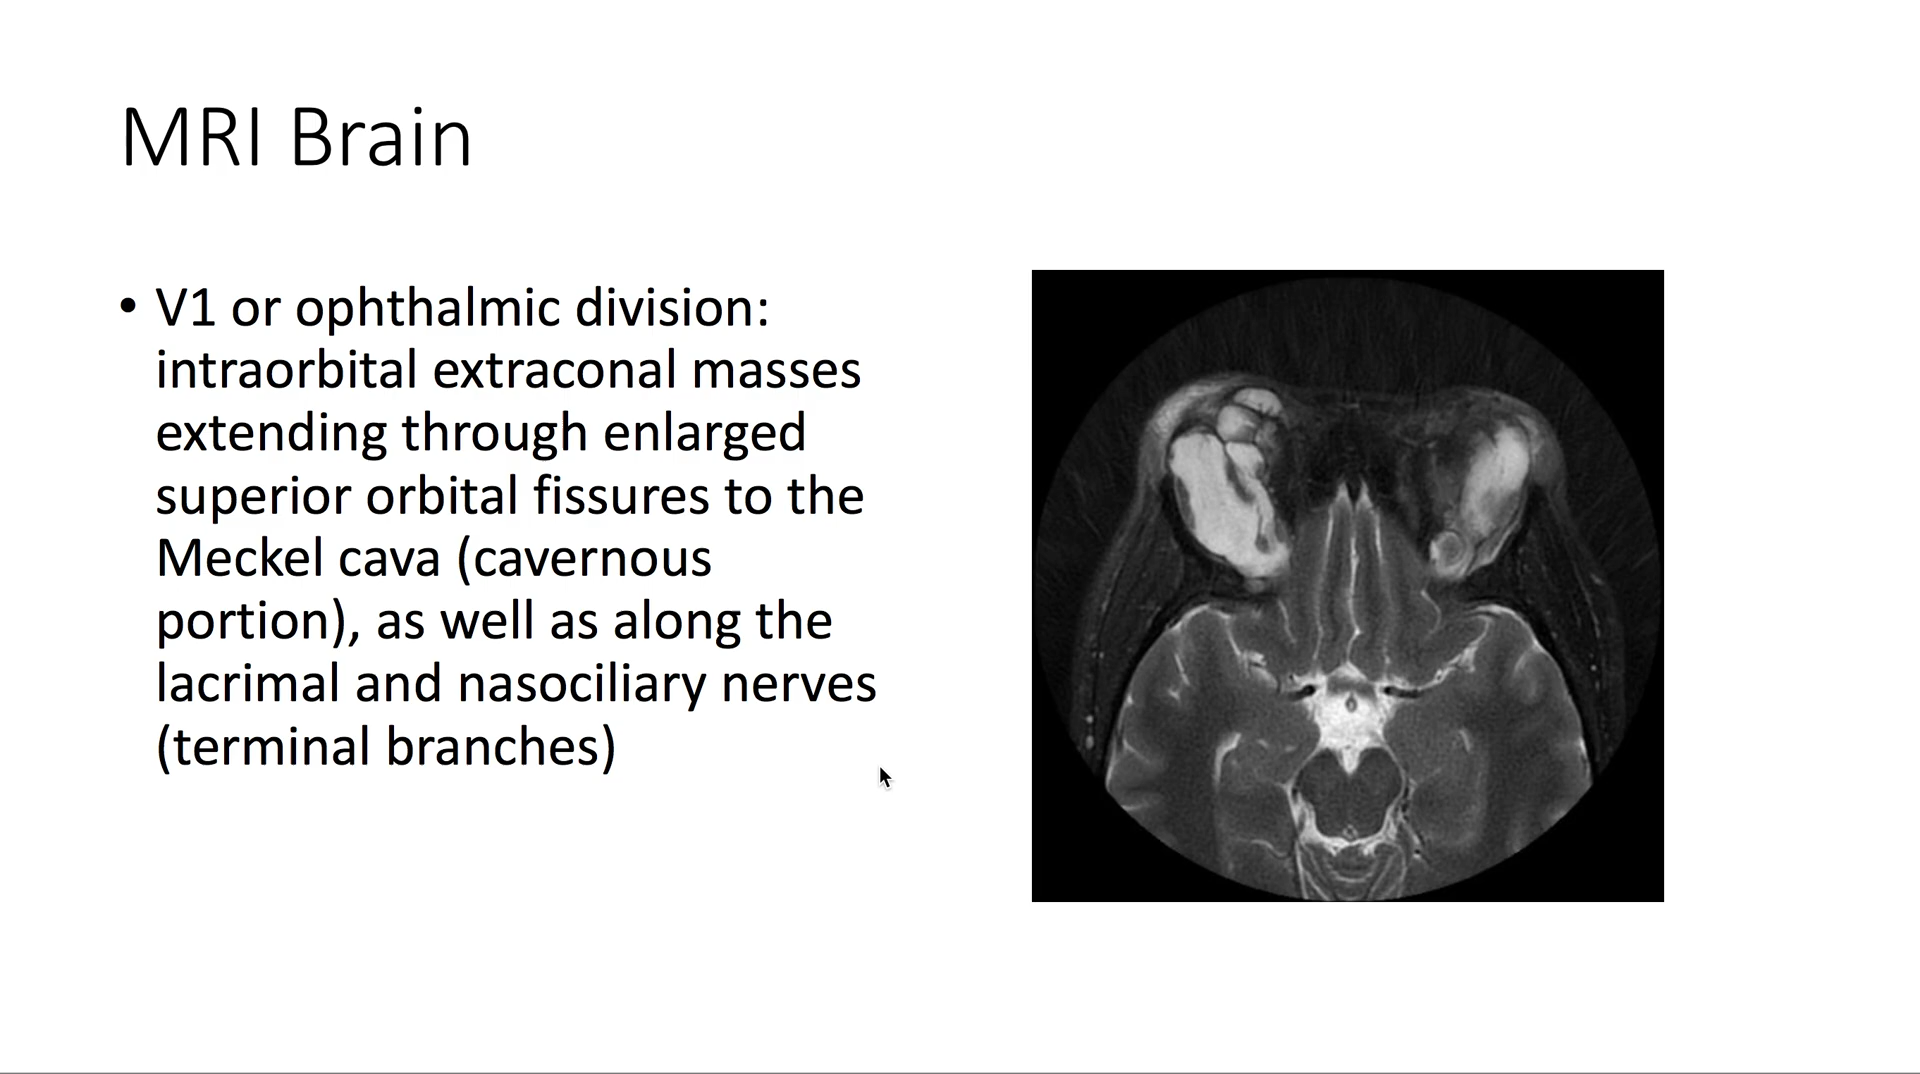 MRI Brain
• V1 or ophthalmic division:
intraorbital extraconal masses
extending through enlarged
superior orbital fissures to the
Meckel cava (cavernous
portion), as well as along the
lacrimal and nasociliary nerves
(terminal branches)